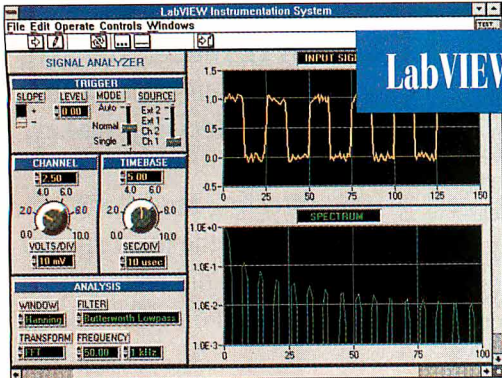 LabVIEW Instrumentation System
File Edit Operate Controls Windows
TEST
SIGNAL ANALYZER
TRIGGER
SLOPE LEVEL MODE SOURCE
+
-
0.00
Auto
Normal
Single
Ext 2
Ext 1
Ch 2
Ch 1
CHANNEL
2.50
4.0 6.0
2.0 8.0
0.0 10.0
VOLTS/DIV
10 mV
TIMEBASE
5.00
4.0 6.0
2.0 8.0
0.0 10.0
SEC/DIV
10 usec
ANALYSIS
WINDOW FILTER
Hanning Butterworth Lowpass
TRANSFORM FREQUENCY
FFT 50.00 1 kHz
INPUT SIG
LabVIEW
1.5
1.0
0.5
0.0
-0.5
0 25 50 75 100 125 150
SPECTRUM
1.0E+0
1.0E-1
1.0E-2
1.0E-3
0 25 50 75 100